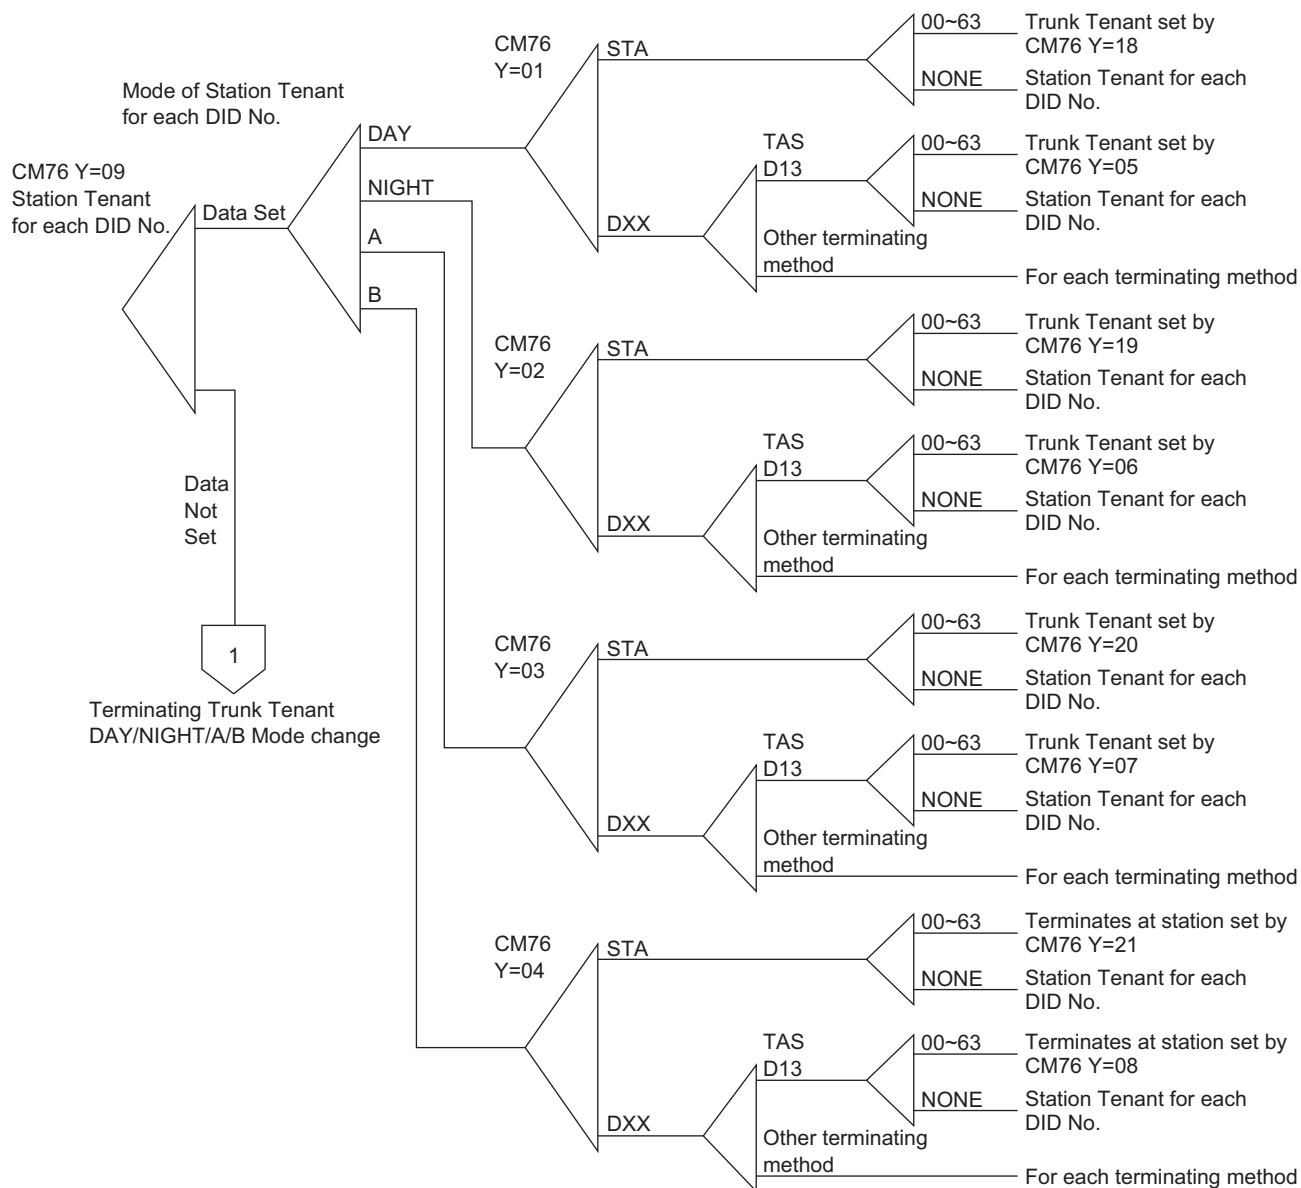 CM76 Y=09
Station Tenant
for each DID No.
Data Set
Data
Not
Set
1
Terminating Trunk Tenant
DAY/NIGHT/A/B Mode change
Mode of Station Tenant
for each DID No.
DAY
NIGHT
A
B
CM76
Y=01
STA
00~63
Trunk Tenant set by
CM76 Y=18
NONE
Station Tenant for each
DID No.
DXX
TAS
D13
00~63
Trunk Tenant set by
CM76 Y=05
NONE
Station Tenant for each
DID No.
Other terminating
method
For each terminating method
CM76
Y=02
STA
00~63
Trunk Tenant set by
CM76 Y=19
NONE
Station Tenant for each
DID No.
DXX
TAS
D13
00~63
Trunk Tenant set by
CM76 Y=06
NONE
Station Tenant for each
DID No.
Other terminating
method
For each terminating method
CM76
Y=03
STA
00~63
Trunk Tenant set by
CM76 Y=20
NONE
Station Tenant for each
DID No.
DXX
TAS
D13
00~63
Trunk Tenant set by
CM76 Y=07
NONE
Station Tenant for each
DID No.
Other terminating
method
For each terminating method
CM76
Y=04
STA
00~63
Terminates at station set by
CM76 Y=21
NONE
Station Tenant for each
DID No.
DXX
TAS
D13
00~63
Terminates at station set by
CM76 Y=08
NONE
Station Tenant for each
DID No.
Other terminating
method
For each terminating method